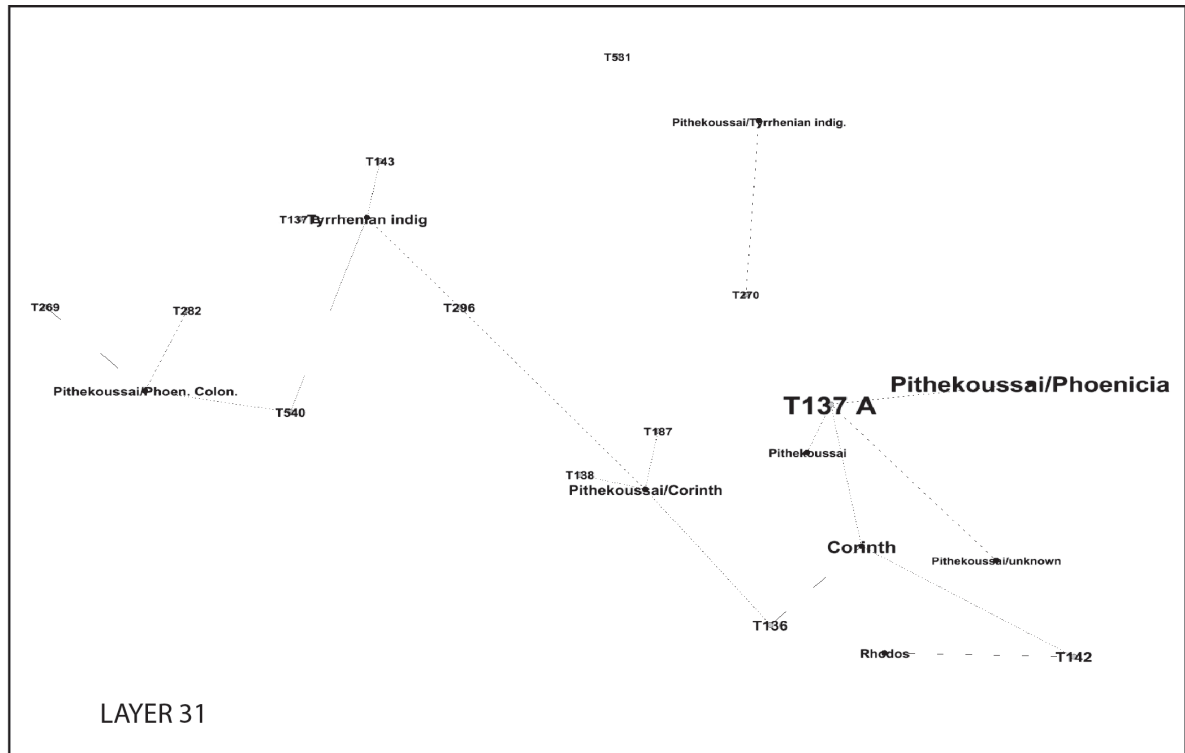 T531
Pithekoussai/Tyrrhenian indig.
T143
T137 B
Tyrrhenian indig
T270
T269
T282
T296
Pithekoussai/Phoenicia
Pithekoussai/Phoen. Colon.
T137 A
T540
T187
Pithekoussai
T138
Pithekoussai/Corinth
Corinth
Pithekoussai/unknown
T136
Rhodos
T142
LAYER 31